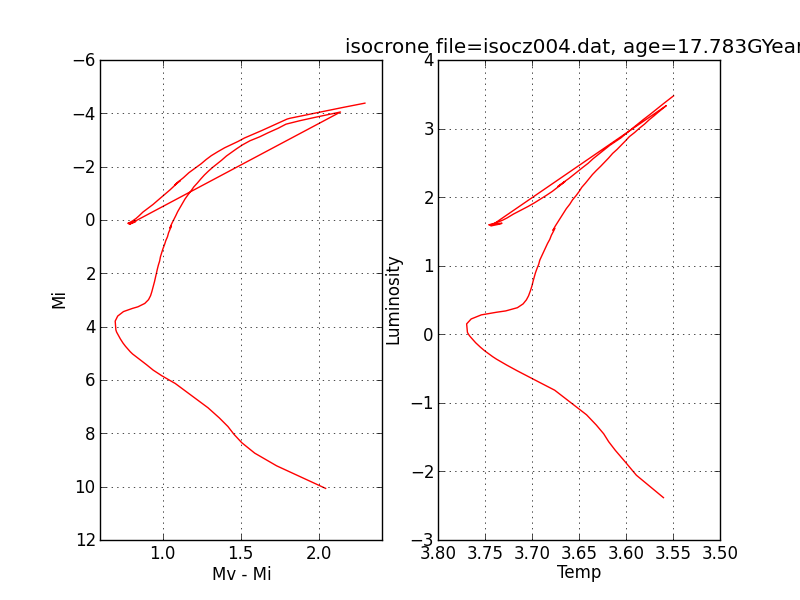 isocrone file=isocz004.dat, age=17.783GYear
−6
−4
−2
0
2
4
6
8
10
12
Mi
1.0 1.5 2.0
Mv - Mi
4
3
2
1
0
−1
−2
−3
Luminosity
3.80 3.75 3.70 3.65 3.60 3.55 3.50
Temp